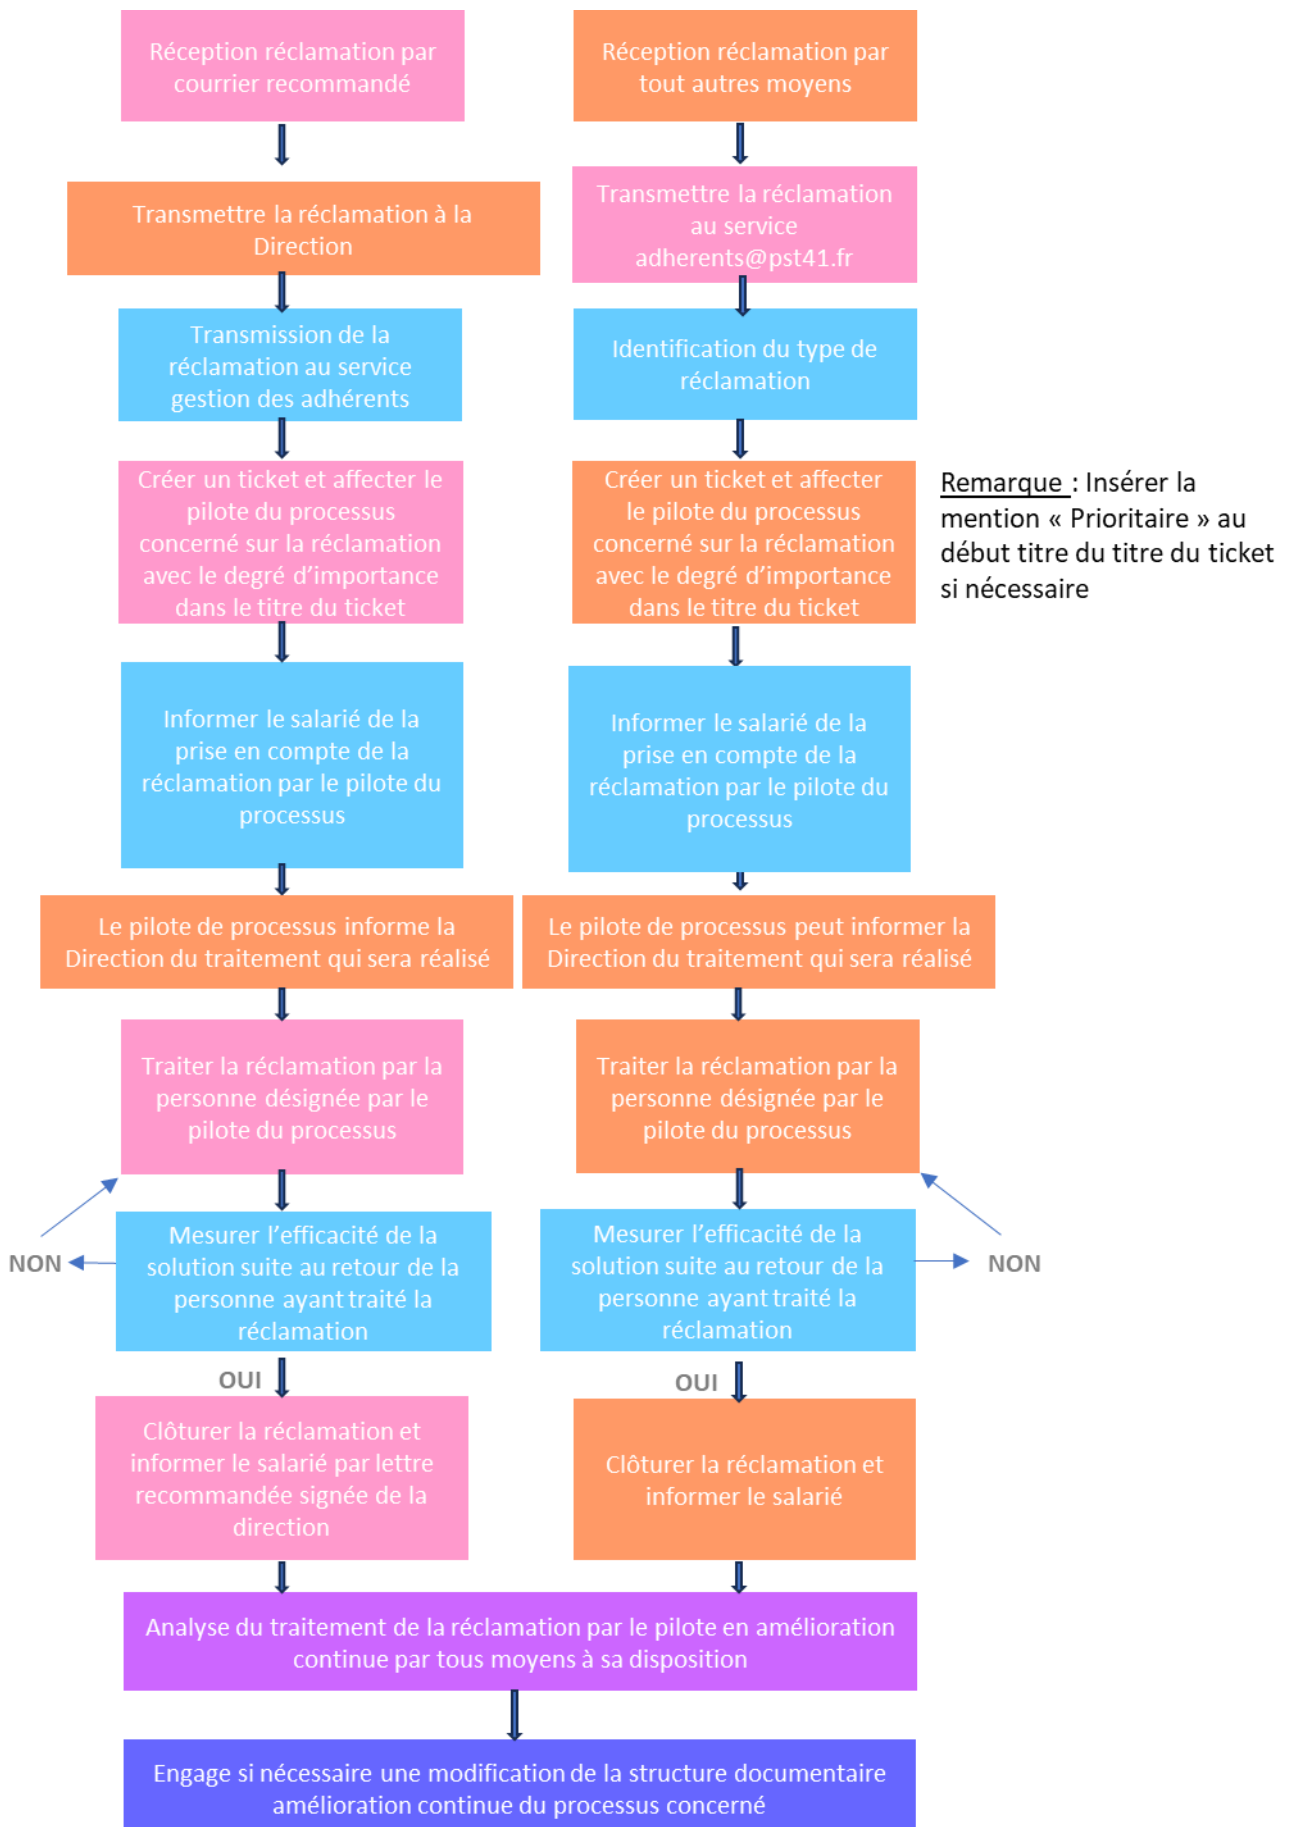 Réception réclamation par
courrier recommandé
Réception réclamation par
tout autres moyens
Transmettre la réclamation à la
Direction
Transmettre la réclamation
au service
adherents@pst41.fr
Transmission de la
réclamation au service
gestion des adhérents
Identification du type de
réclamation
Créer un ticket et affecter le
pilote du processus
concerné sur la réclamation
avec le degré d’importance
dans le titre du ticket
Créer un ticket et affecter
le pilote du processus
concerné sur la réclamation
avec le degré d’importance
dans le titre du ticket
Remarque : Insérer la
mention « Prioritaire » au
début titre du titre du ticket
si nécessaire
Informer le salarié de la
prise en compte de la
réclamation par le pilote du
processus
Informer le salarié de la
prise en compte de la
réclamation par le pilote du
processus
Le pilote de processus informe la
Direction du traitement qui sera réalisé
Le pilote de processus peut informer la
Direction du traitement qui sera réalisé
Traiter la réclamation par la
personne désignée par le
pilote du processus
Traiter la réclamation par la
personne désignée par le
pilote du processus
NON
Mesurer l’efficacité de la
solution suite au retour de la
personne ayant traité la
réclamation
Mesurer l’efficacité de la
solution suite au retour de la
personne ayant traité la
réclamation
NON
OUI
OUI
Clôturer la réclamation et
informer le salarié par lettre
recommandée signée de la
direction
Clôturer la réclamation et
informer le salarié
Analyse du traitement de la réclamation par le pilote en amélioration
continue par tous moyens à sa disposition
Engage si nécessaire une modification de la structure documentaire
amélioration continue du processus concerné